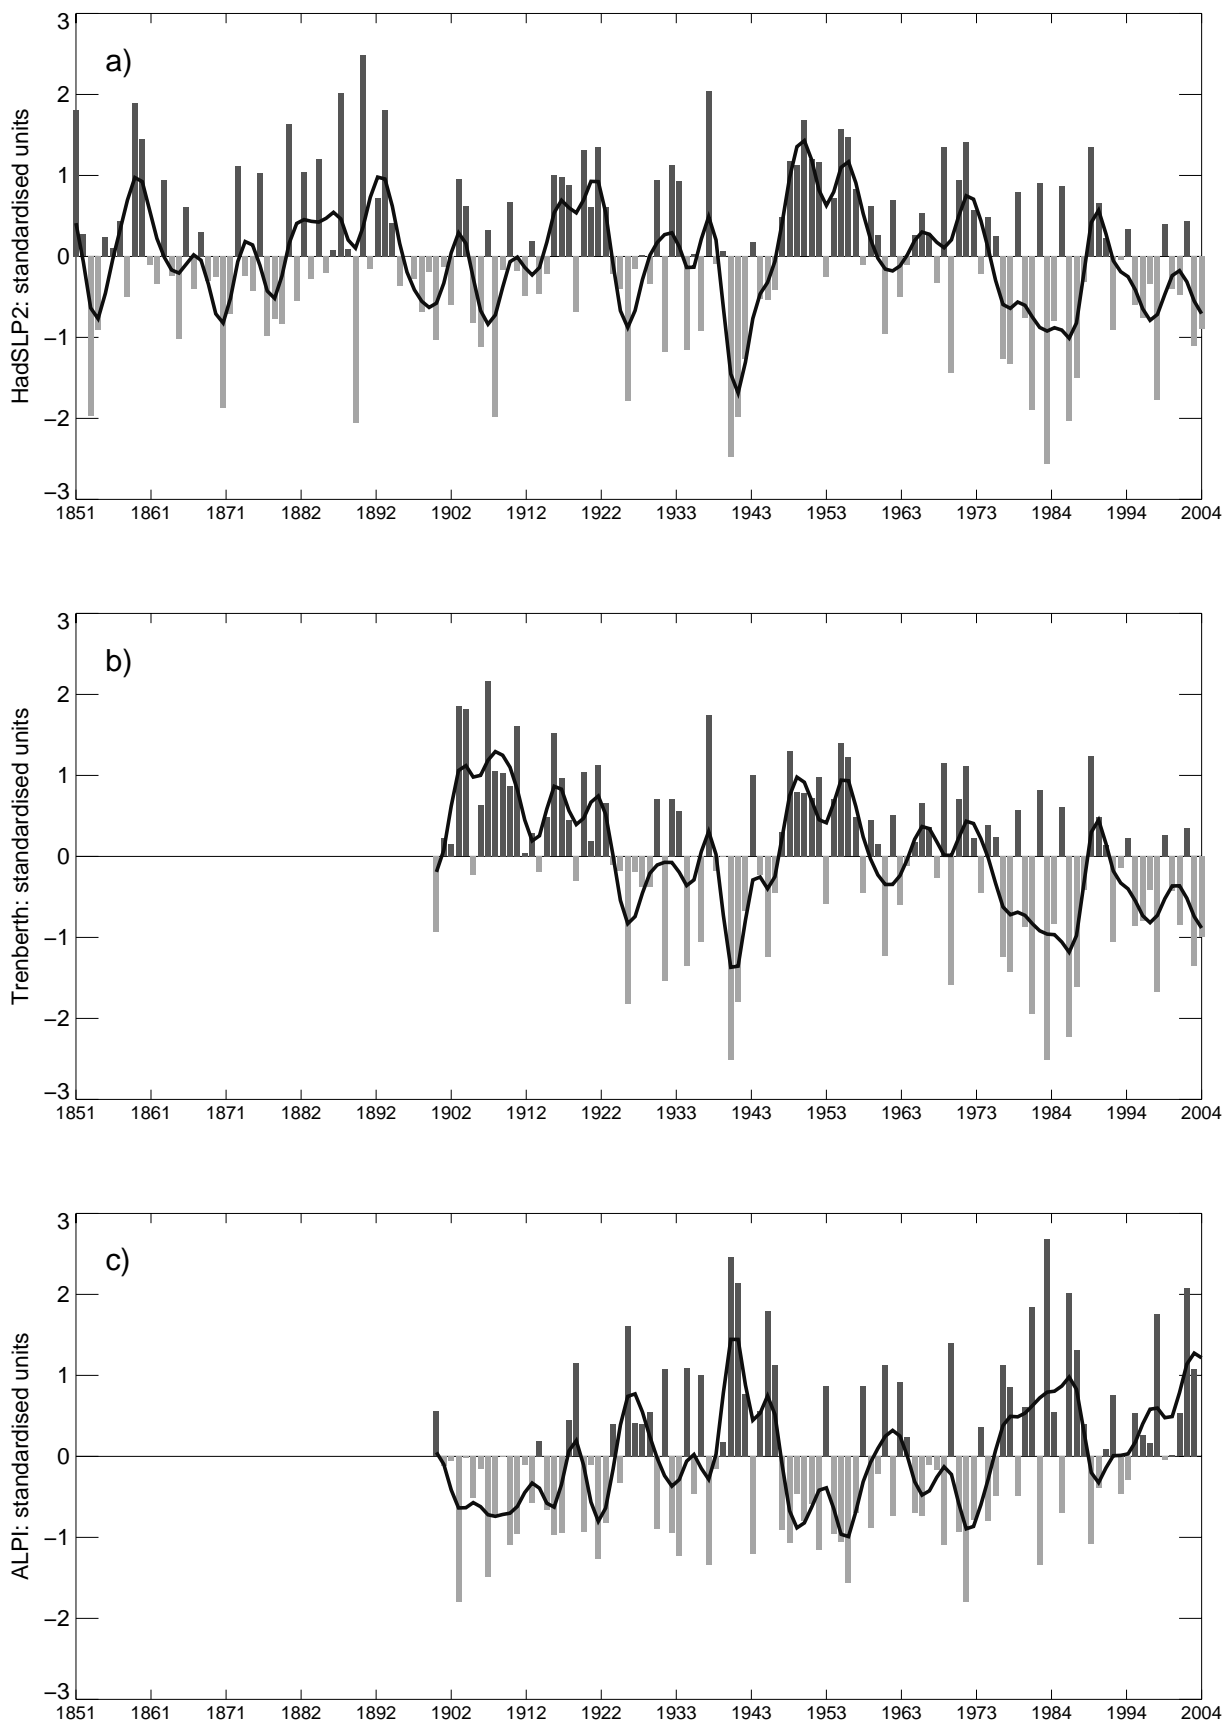 a)
HadSLP2: standardised units
3
2
1
0
−1
−2
−3
1851 1861 1871 1882 1892 1902 1912 1922 1933 1943 1953 1963 1973 1984 1994 2004
b)
Trenberth: standardised units
3
2
1
0
−1
−2
−3
1851 1861 1871 1882 1892 1902 1912 1922 1933 1943 1953 1963 1973 1984 1994 2004
c)
ALPI: standardised units
3
2
1
0
−1
−2
−3
1851 1861 1871 1882 1892 1902 1912 1922 1933 1943 1953 1963 1973 1984 1994 2004